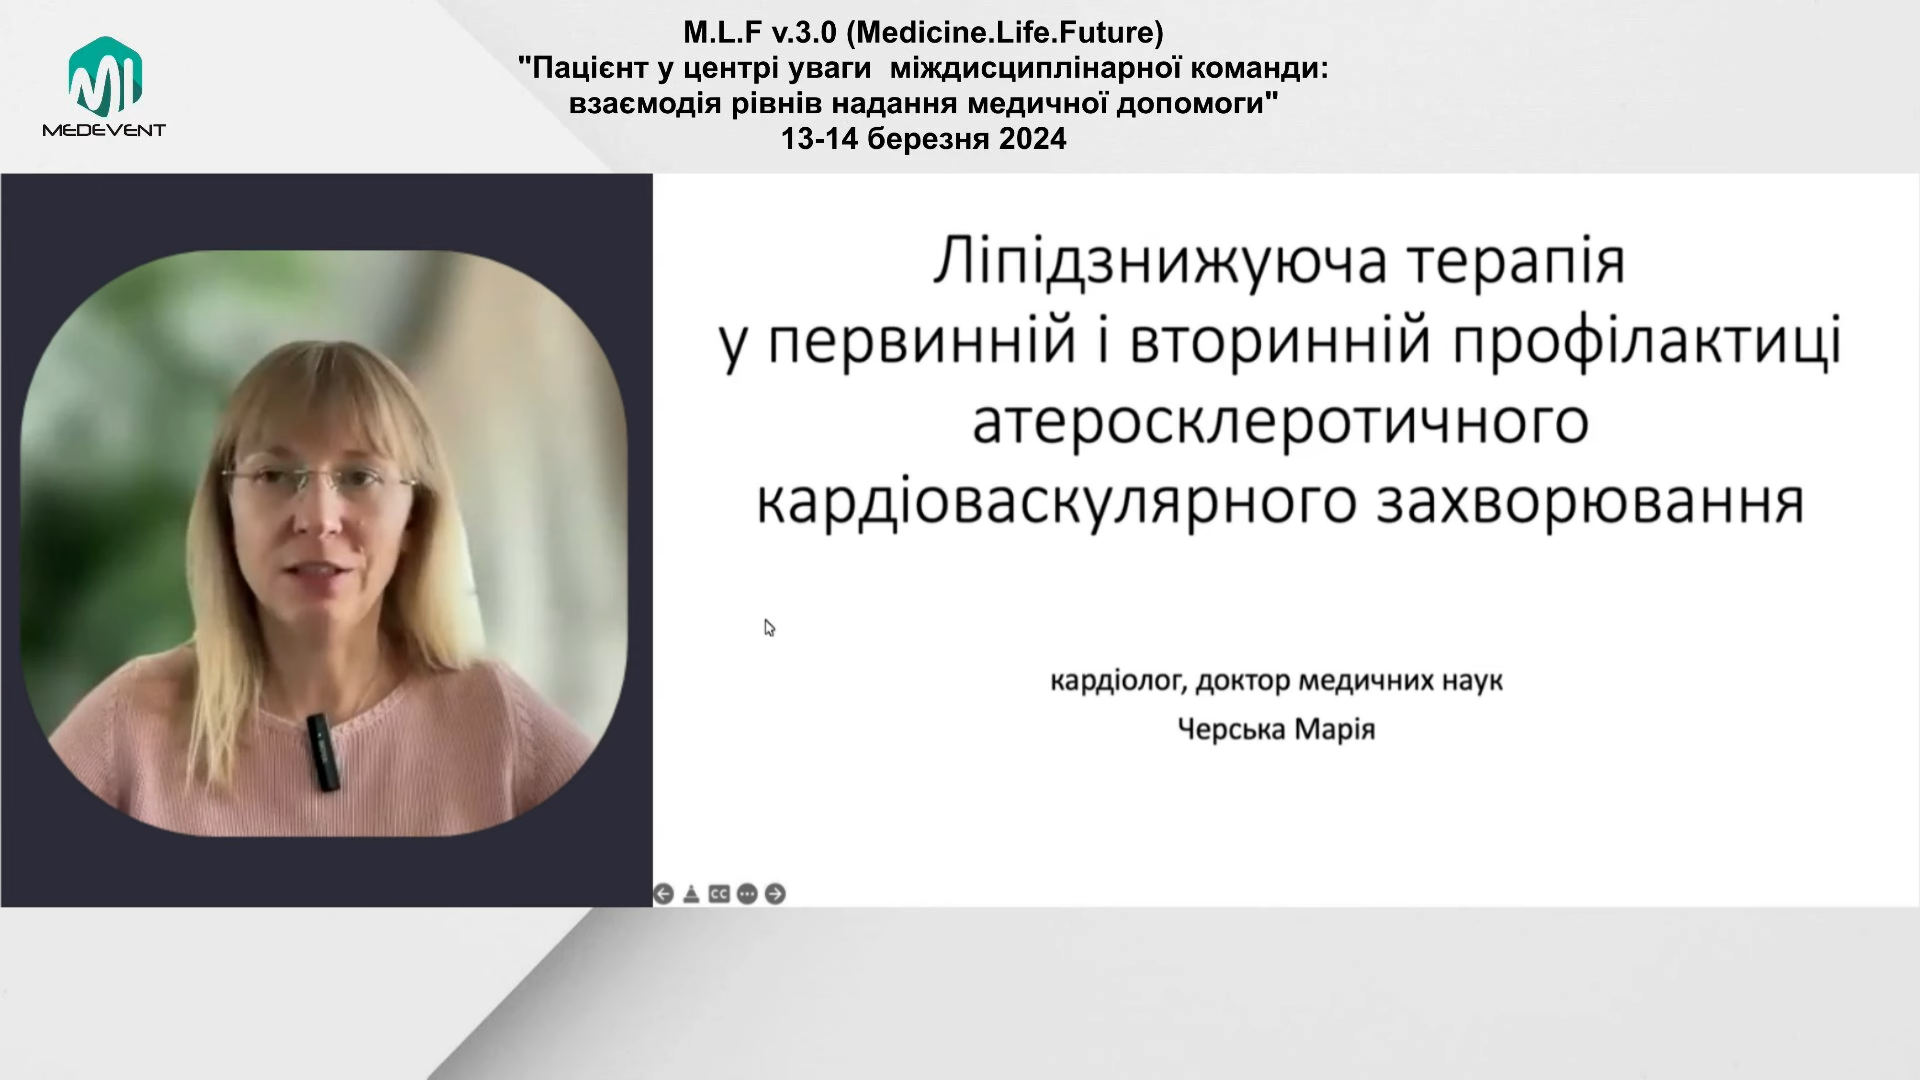 M.L.F v.3.0 (Medicine.Life.Future)
"Пацієнт у центрі уваги  міждисциплінарної команди:
взаємодія рівнів надання медичної допомоги"
13-14 березня 2024
MEDEVENT
Ліпідзнижуюча терапія
у первинній і вторинній профілактиці
атеросклеротичного
кардіоваскулярного захворювання
кардіолог, доктор медичних наук
Черська Марія
CC